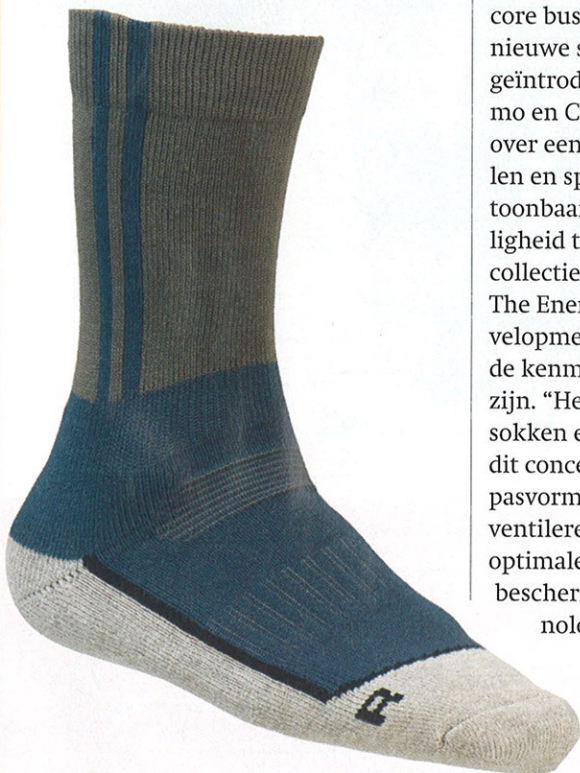 core bus
nieuwe s
geïntrod
mo en C
over een
len en sp
toonbaar
ligheid t
collectie
The Ener
velopme
de kenm
zijn. “He
sokken e
dit conce
pasvorm
ventilere
optimale
bescher
nole
R